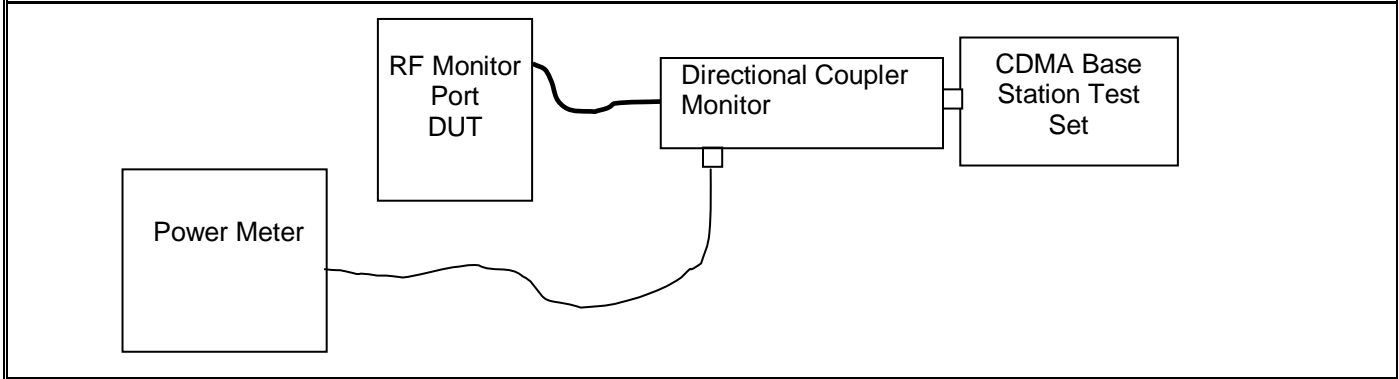 RF Monitor
Port
DUT
Directional Coupler
Monitor
CDMA Base
Station Test
Set
Power Meter